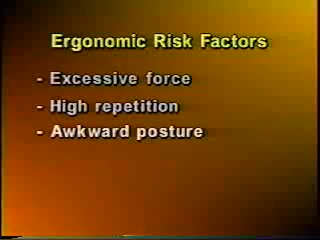 Ergonomic Risk Factors
- Excessive force
- High repetition
- Awkward posture